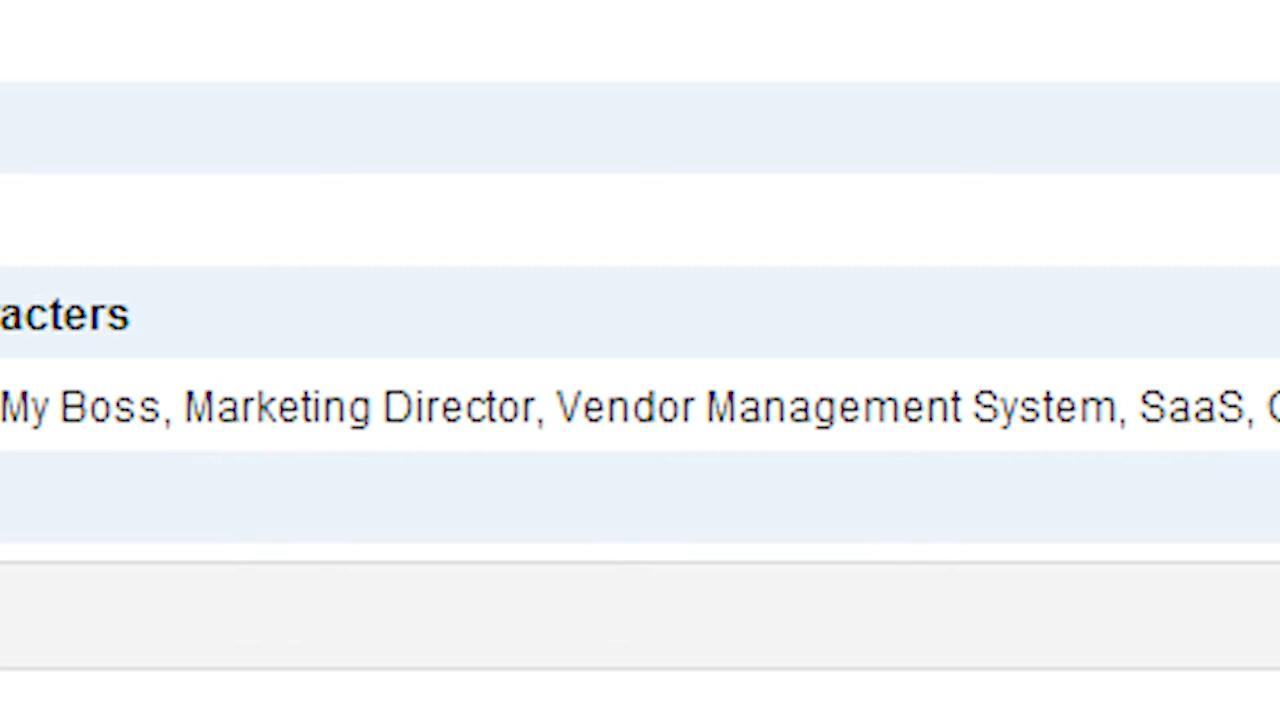 acters
My Boss, Marketing Director, Vendor Management System, SaaS,